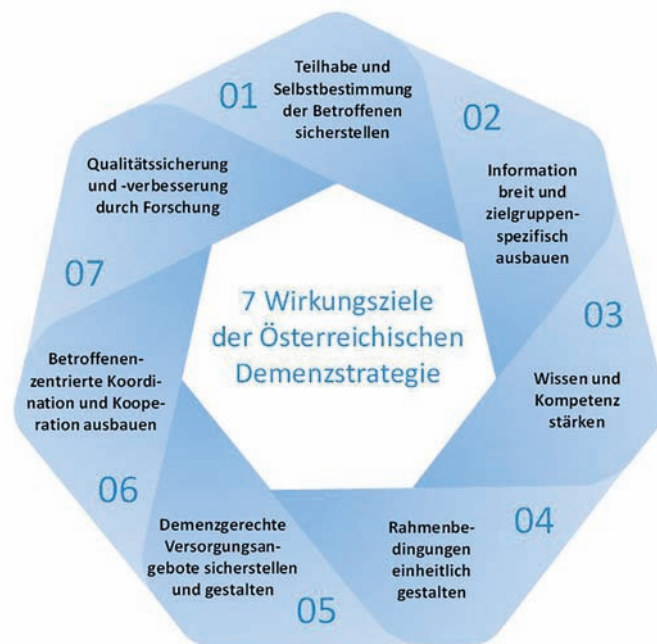 7 Wirkungsziele
der Österreichischen
Demenzstrategie
01
Teilhabe und
Selbstbestimmung
der Betroffenen
sicherstellen
02
Information
breit und
zielgruppen-
spezifisch
ausbauen
03
Wissen und
Kompetenz
stärken
04
Rahmenbe-
dingungen
einheitlich
gestalten
05
Demenzgerechte
Versorgungsan-
gebote sicherstellen
und gestalten
06
Betroffenen-
zentrierte Koordi-
nation und Koope-
ration ausbauen
07
Qualitätssicherung
und -verbesserung
durch Forschung